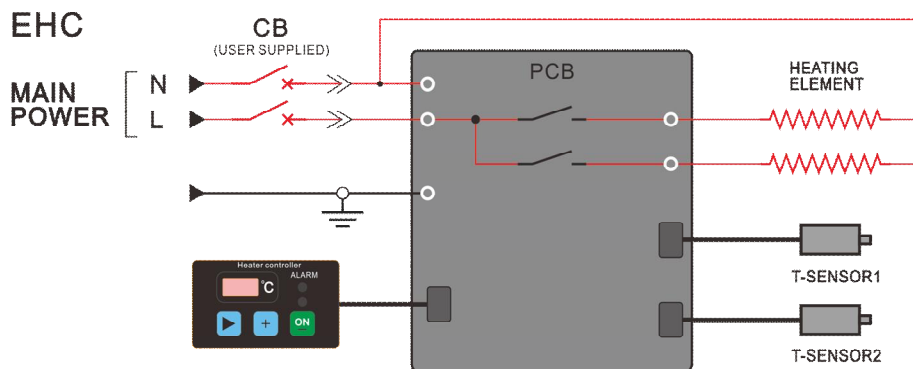 EHC
CB
(USER SUPPLIED)
MAIN
POWER
N
L
PCB
HEATING
ELEMENT
Heater controller
ALARM
°C
+
ON
T-SENSOR1
T-SENSOR2